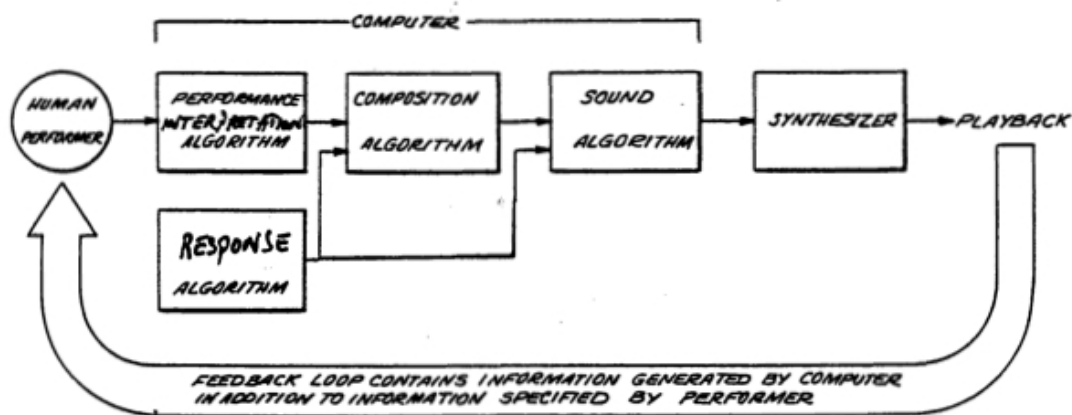 COMPUTER
HUMAN
PERFORMER
PERFORMANCE
INTERPRETATION
ALGORITHM
COMPOSITION
ALGORITHM
SOUND
ALGORITHM
SYNTHESIZER
PLAYBACK
RESPONSE
ALGORITHM
FEEDBACK LOOP CONTAINS INFORMATION GENERATED BY COMPUTER
IN ADDITION TO INFORMATION SPECIFIED BY PERFORMER